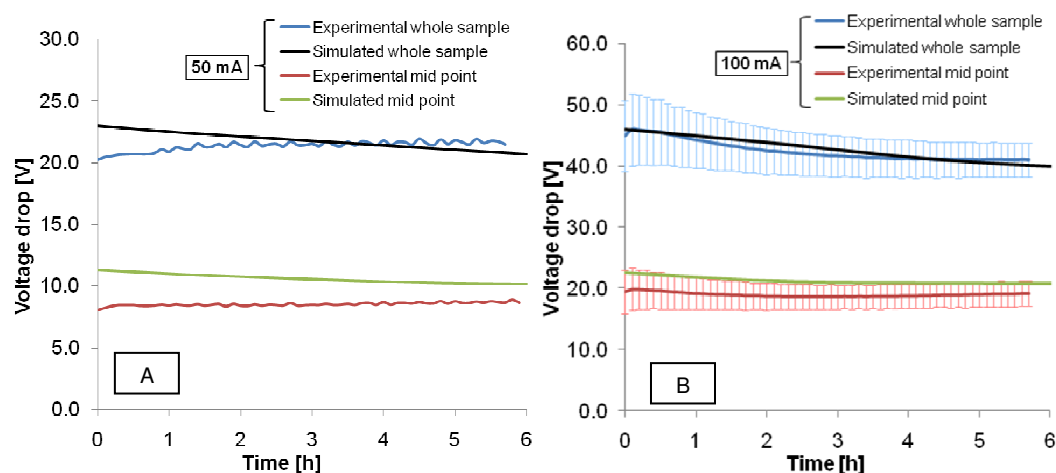 A
Experimental whole sample
Simulated whole sample
Experimental mid point
Simulated mid point
50 mA
Voltage drop [V]
30.0
25.0
20.0
15.0
10.0
5.0
0.0
A
0 1 2 3 4 5 6
Time [h]
B
Experimental whole sample
Simulated whole sample
Experimental mid point
Simulated mid point
100 mA
Voltage drop [V]
60.0
50.0
40.0
30.0
20.0
10.0
0.0
B
0 1 2 3 4 5 6
Time [h]